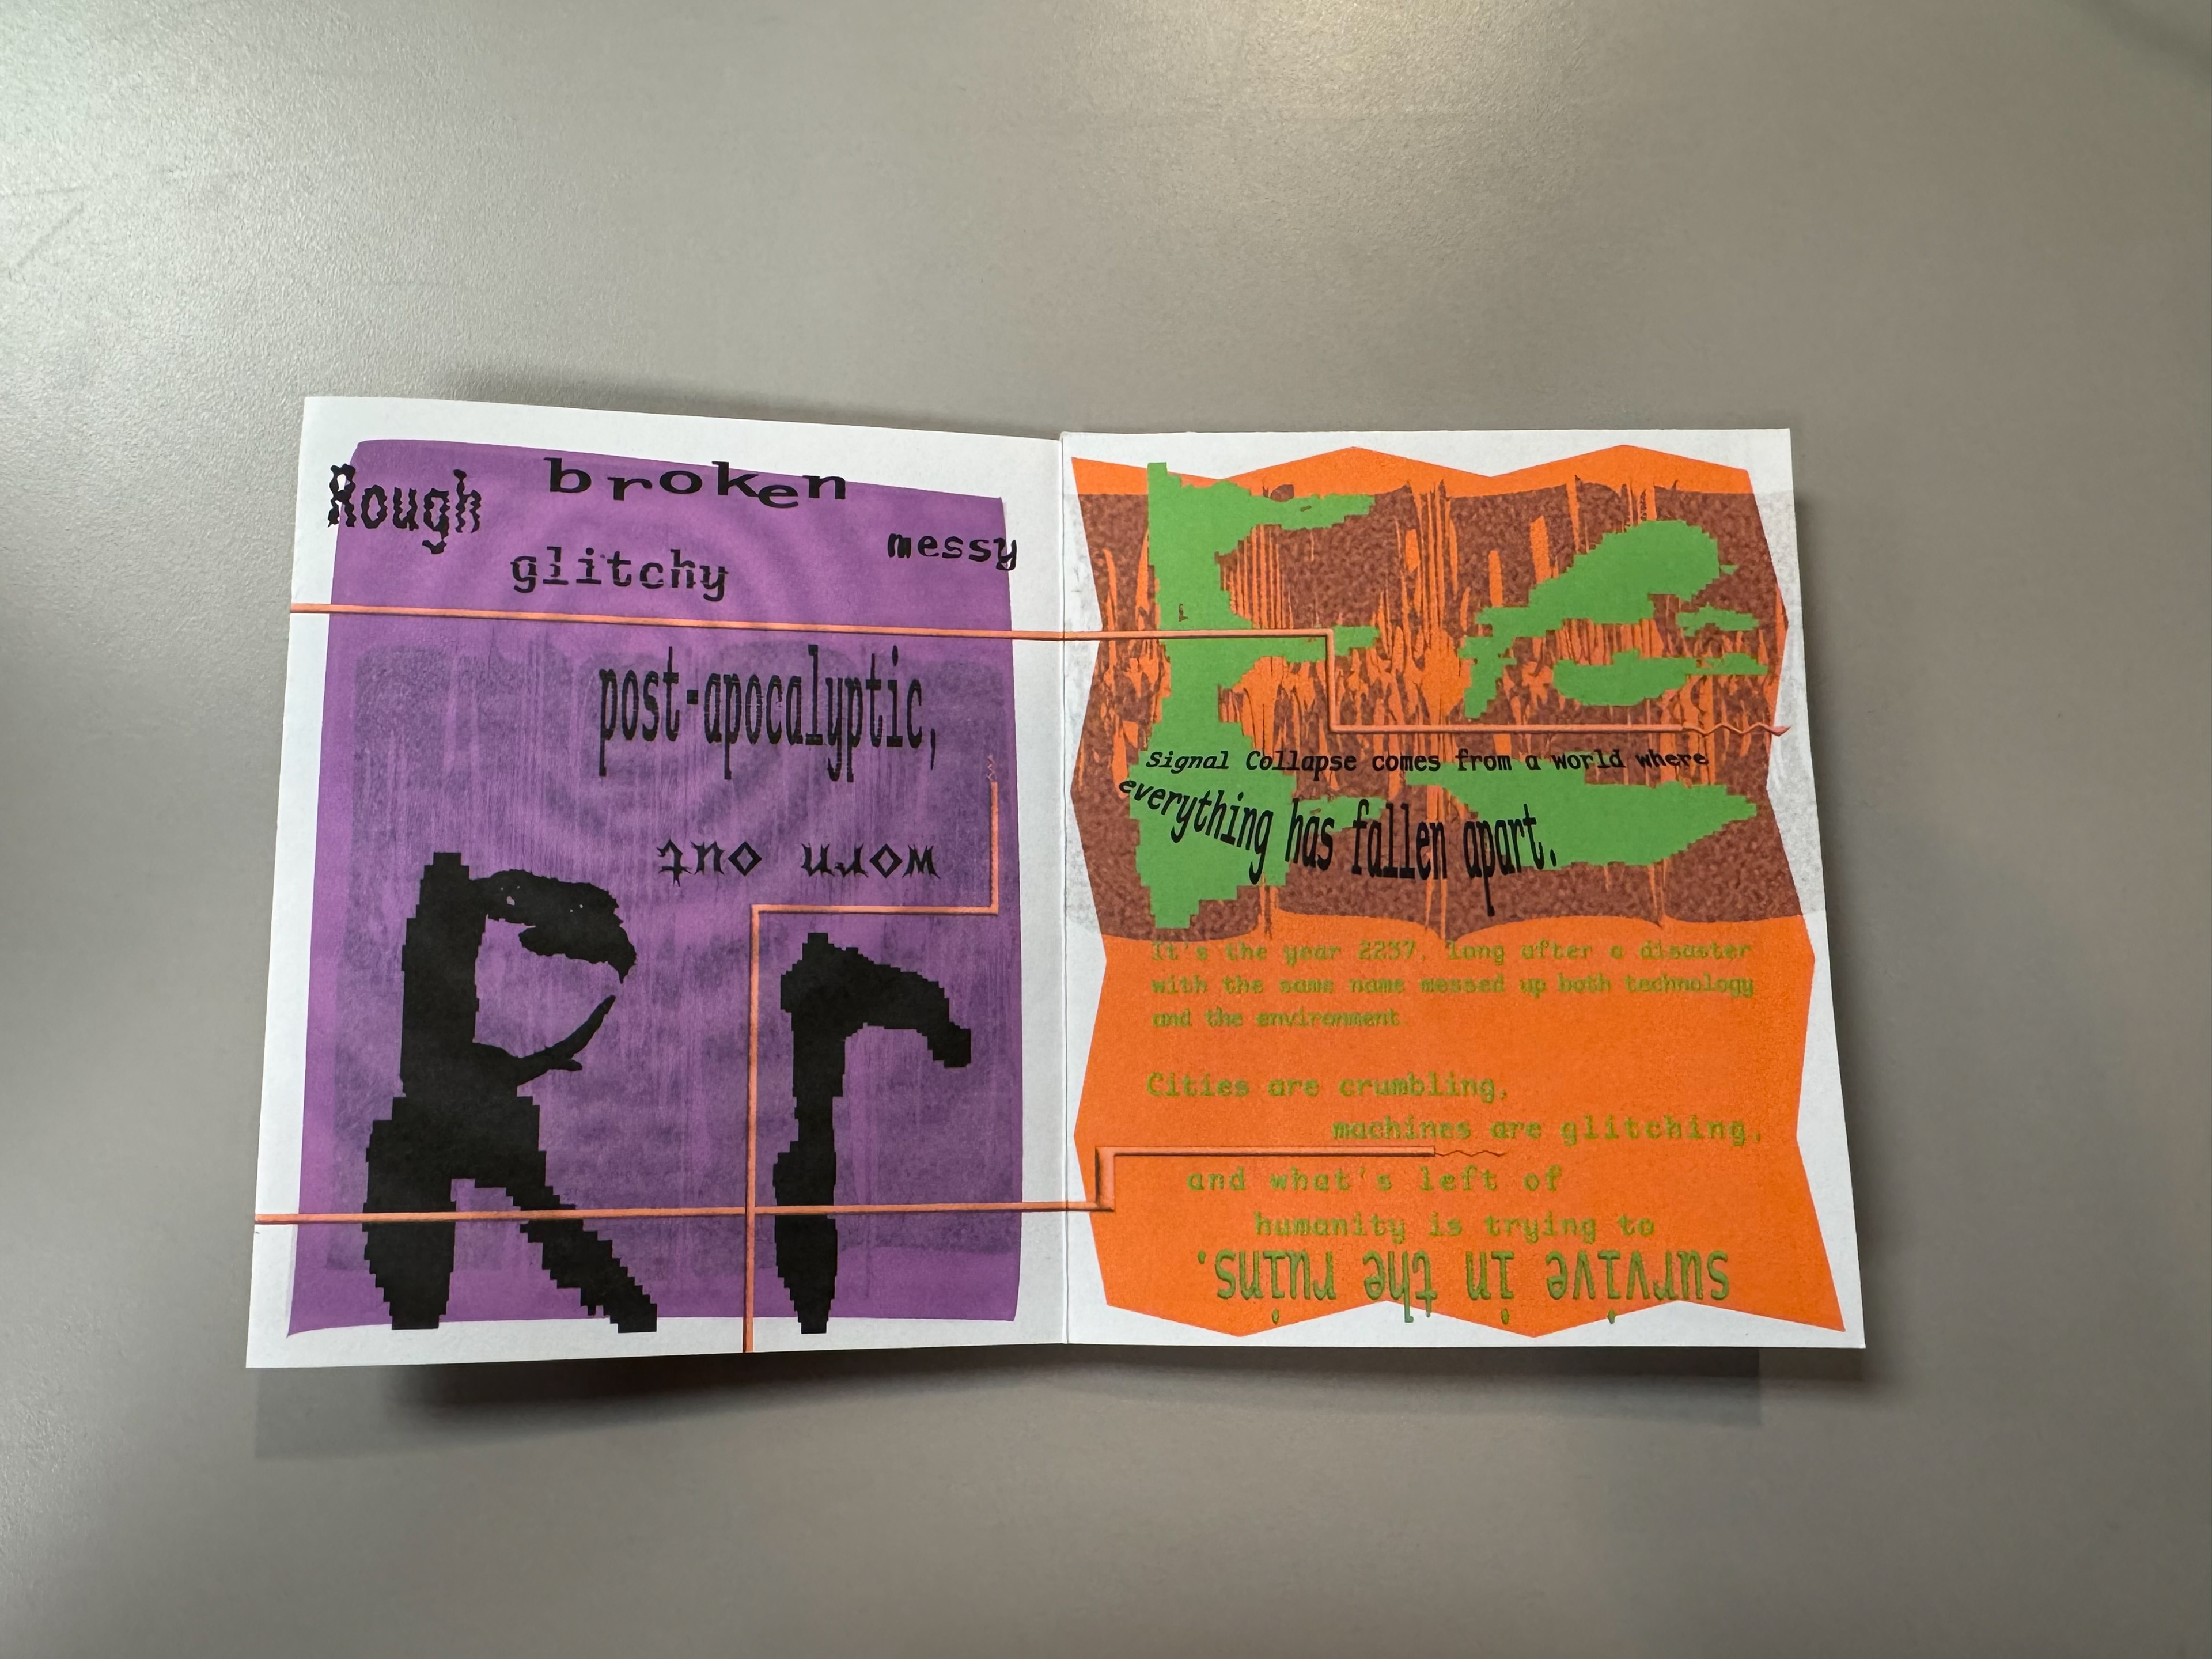 Rough
broken
messy
glitchy
post-apocalyptic,
worn out
R r
E e
Signal Collapse comes from a world where
everything has fallen apart.
It's the year 2237, long after a disaster
with the same name messed up both technology
and the environment.
Cities are crumbling,
machines are glitching,
and what's left of
humanity is trying to
survive in the ruins.